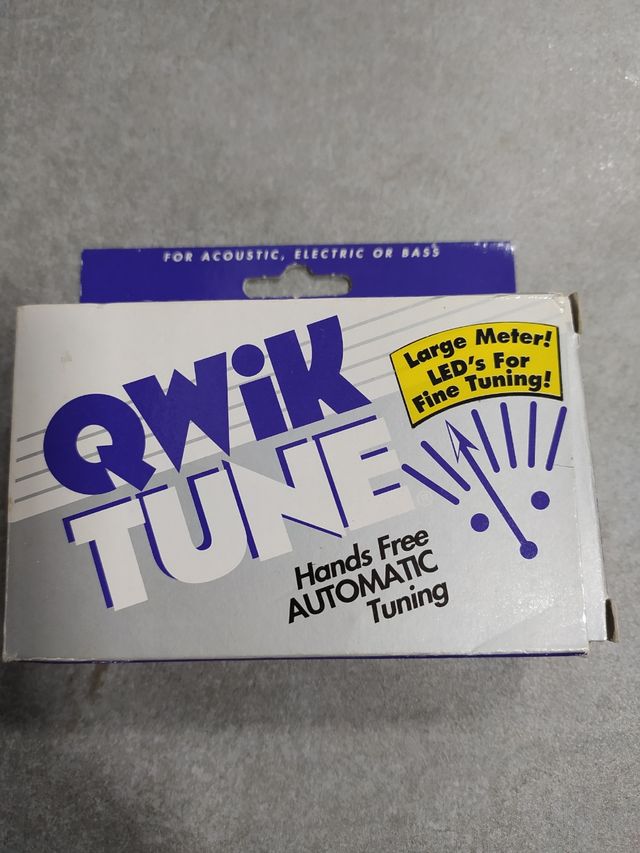 FOR ACOUSTIC, ELECTRIC OR BASS
QWiK
TUNE®
Large Meter!
LED's For
Fine Tuning!
Hands Free
AUTOMATIC
Tuning